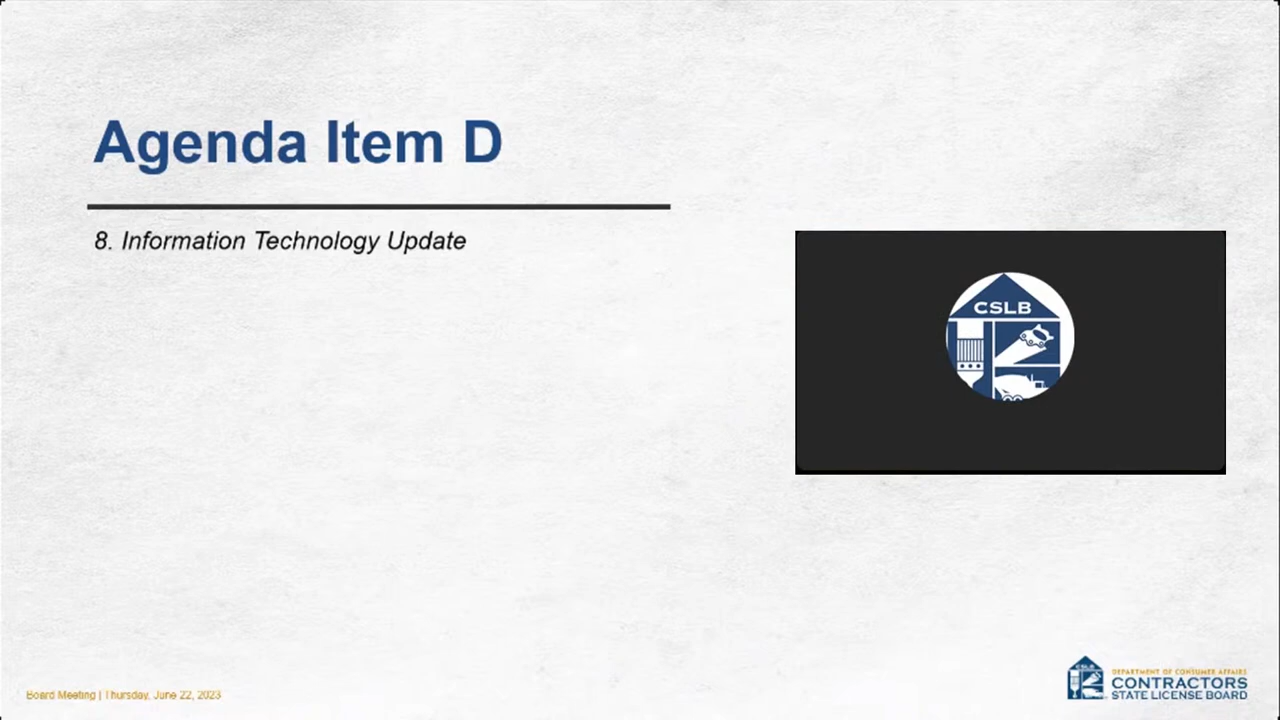 Agenda Item D
8. Information Technology Update
CSLB
Board Meeting | Thursday, June 22, 2023
CSLB
DEPARTMENT OF CONSUMER AFFAIRS
CONTRACTORS
STATE LICENSE BOARD